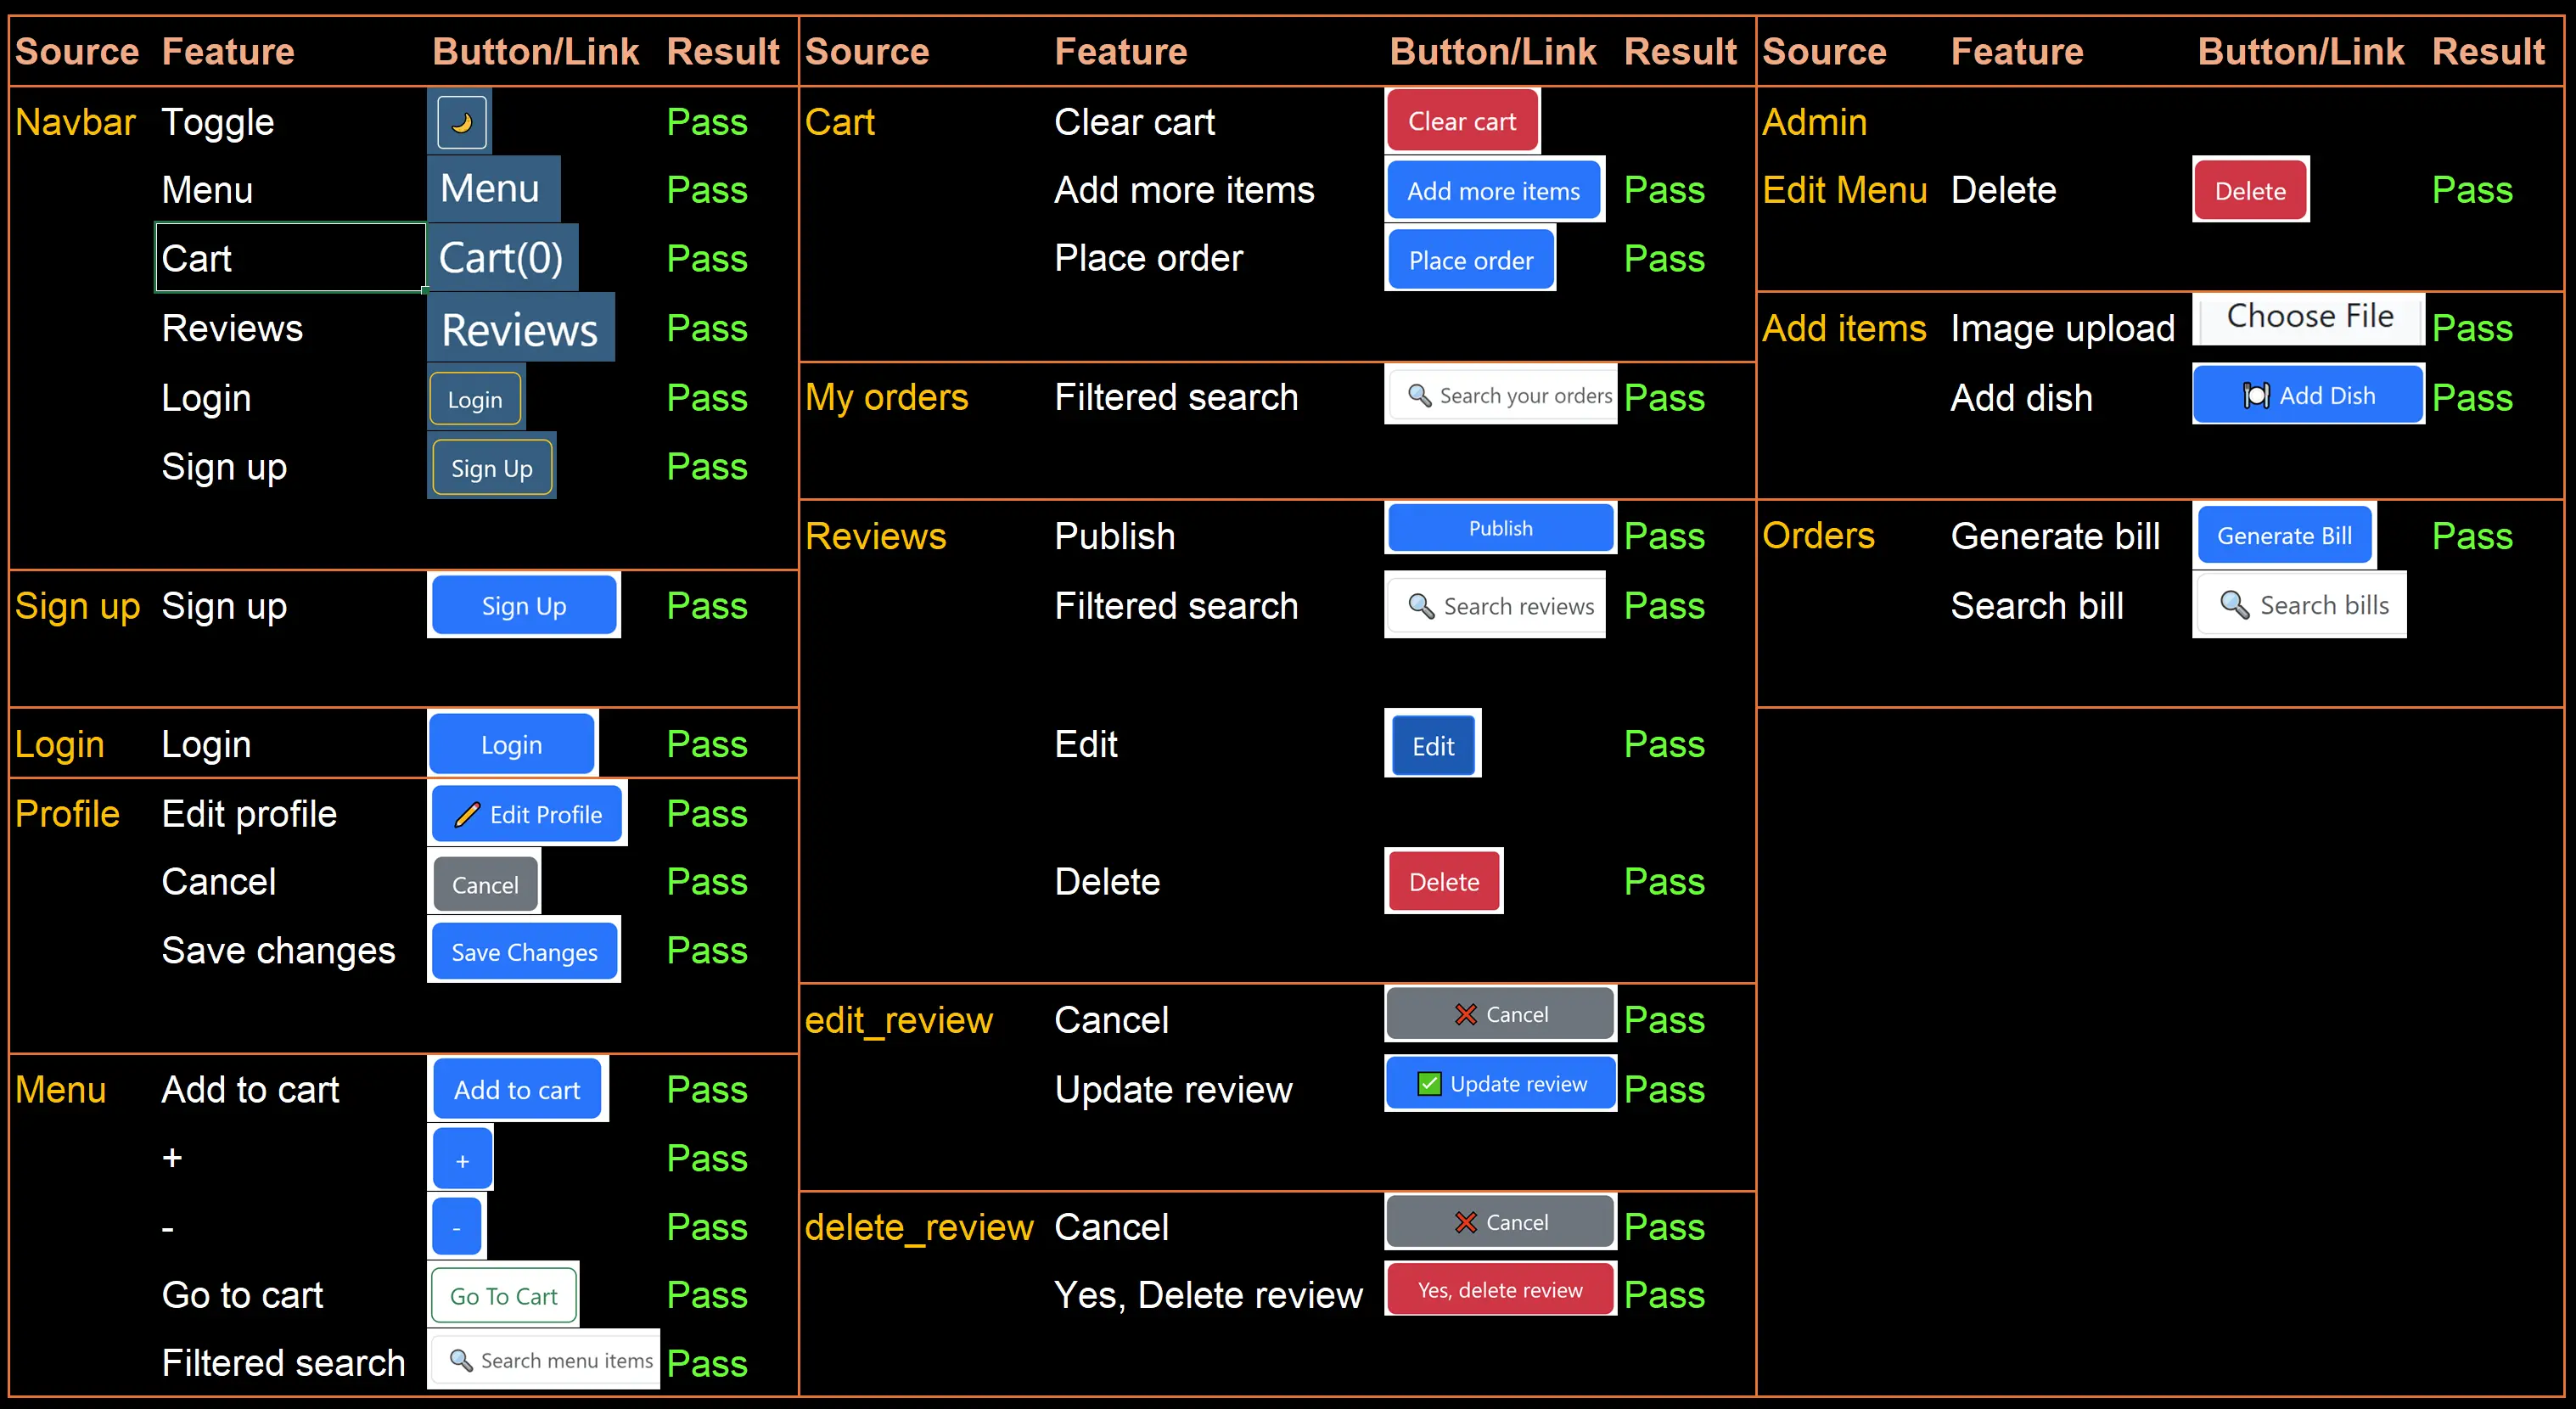 Source Feature Button/Link Result
Navbar Toggle 🌙 Pass
Menu Menu Pass
Cart Cart(0) Pass
Reviews Reviews Pass
Login Login Pass
Sign up Sign Up Pass
Sign up Sign up Sign Up Pass
Login Login Login Pass
Profile Edit profile ✏️ Edit Profile Pass
Cancel Cancel Pass
Save changes Save Changes Pass
Menu Add to cart Add to cart Pass
+ + Pass
- - Pass
Go to cart Go To Cart Pass
Filtered search 🔍 Search menu items Pass
Source Feature Button/Link Result
Cart Clear cart Clear cart
Add more items Add more items Pass
Place order Place order Pass
My orders Filtered search 🔍 Search your orders Pass
Reviews Publish Publish Pass
Filtered search 🔍 Search reviews Pass
Edit Edit Pass
Delete Delete Pass
edit_review Cancel ❌ Cancel Pass
Update review ✅ Update review Pass
delete_review Cancel ❌ Cancel Pass
Yes, Delete review Yes, delete review Pass
Source Feature Button/Link Result
Admin
Edit Menu Delete Delete Pass
Add items Image upload Choose File Pass
Add dish 🍽️ Add Dish Pass
Orders Generate bill Generate Bill Pass
Search bill 🔍 Search bills